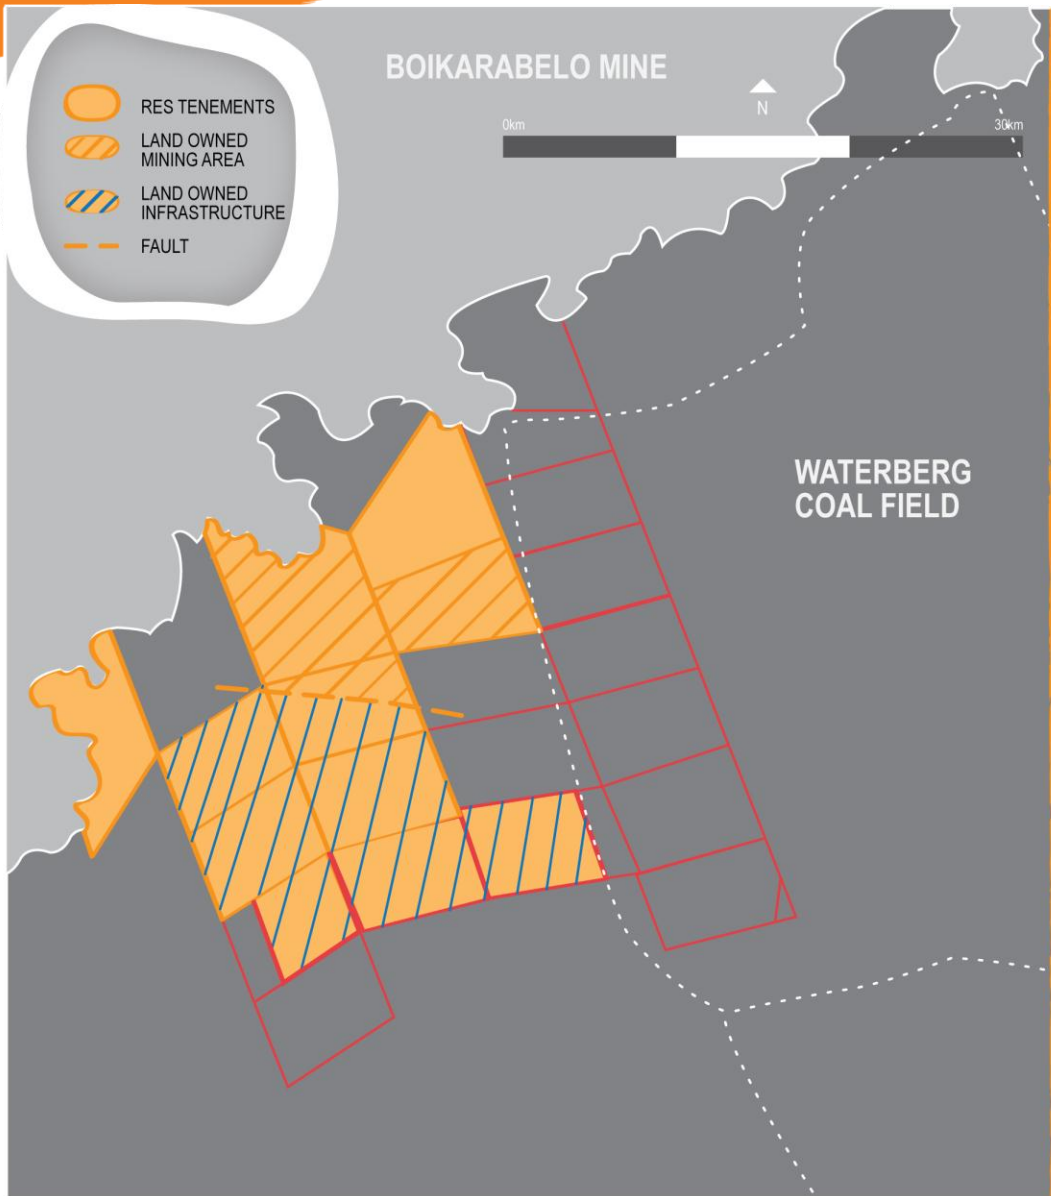 BOIKARABELO MINE
RES TENEMENTS
LAND OWNED
MINING AREA
LAND OWNED
INFRASTRUCTURE
FAULT
N
0km
30km
WATERBERG
COAL FIELD